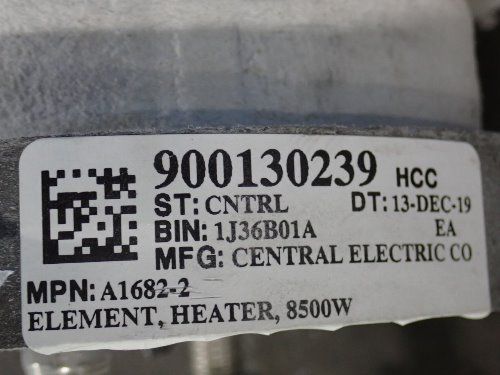 900130239 HCC
ST: CNTRL DT: 13-DEC-19
BIN: 1J36B01A EA
MFG: CENTRAL ELECTRIC CO
MPN: A1682-2
ELEMENT, HEATER, 8500W